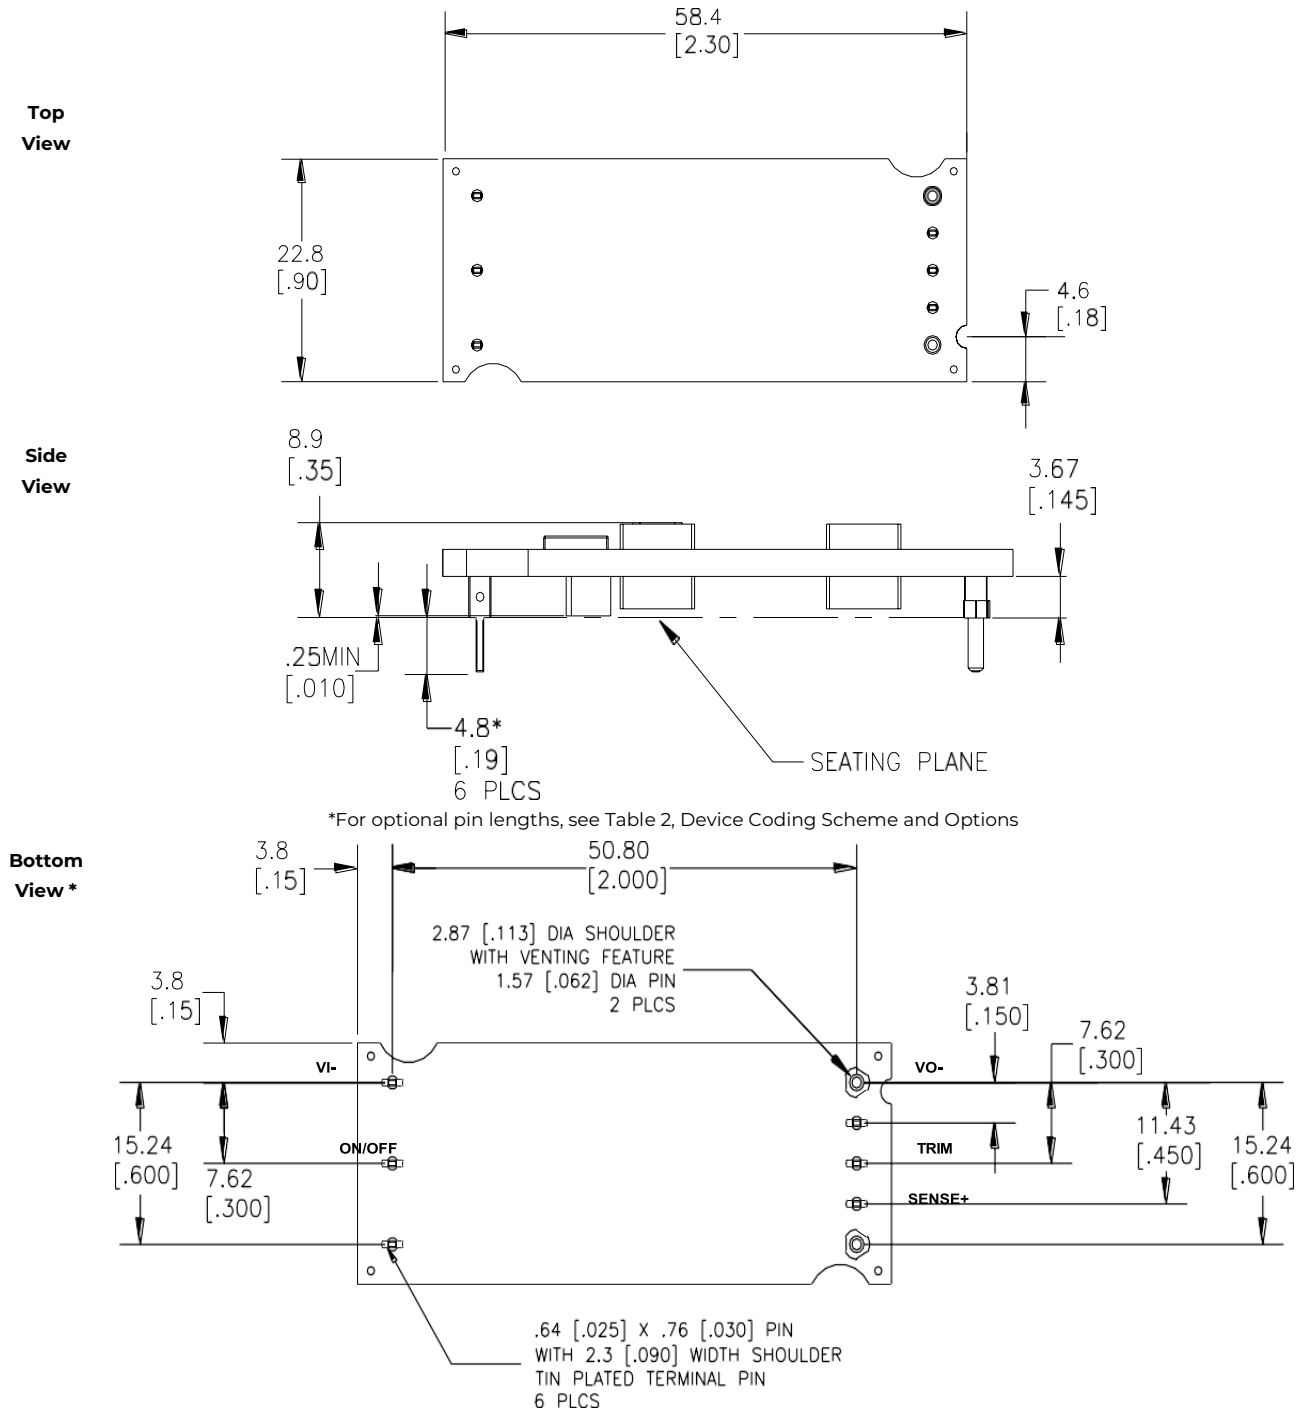 58.4
[2.30]
Top
View
22.8
[.90]
4.6
[.18]
Side
View
8.9
[.35]
3.67
[.145]
.25MIN
[.010]
4.8*
[.19]
6 PLCS
SEATING PLANE
*For optional pin lengths, see Table 2, Device Coding Scheme and Options
Bottom
View *
3.8
[.15]
50.80
[2.000]
2.87 [.113] DIA SHOULDER
WITH VENTING FEATURE
1.57 [.062] DIA PIN
2 PLCS
3.8
[.15]
3.81
[.150]
7.62
[.300]
VI-
VO-
15.24
[.600]
ON/OFF
7.62
[.300]
TRIM
11.43
[.450]
15.24
[.600]
SENSE+
.64 [.025] X .76 [.030] PIN
WITH 2.3 [.090] WIDTH SHOULDER
TIN PLATED TERMINAL PIN
6 PLCS